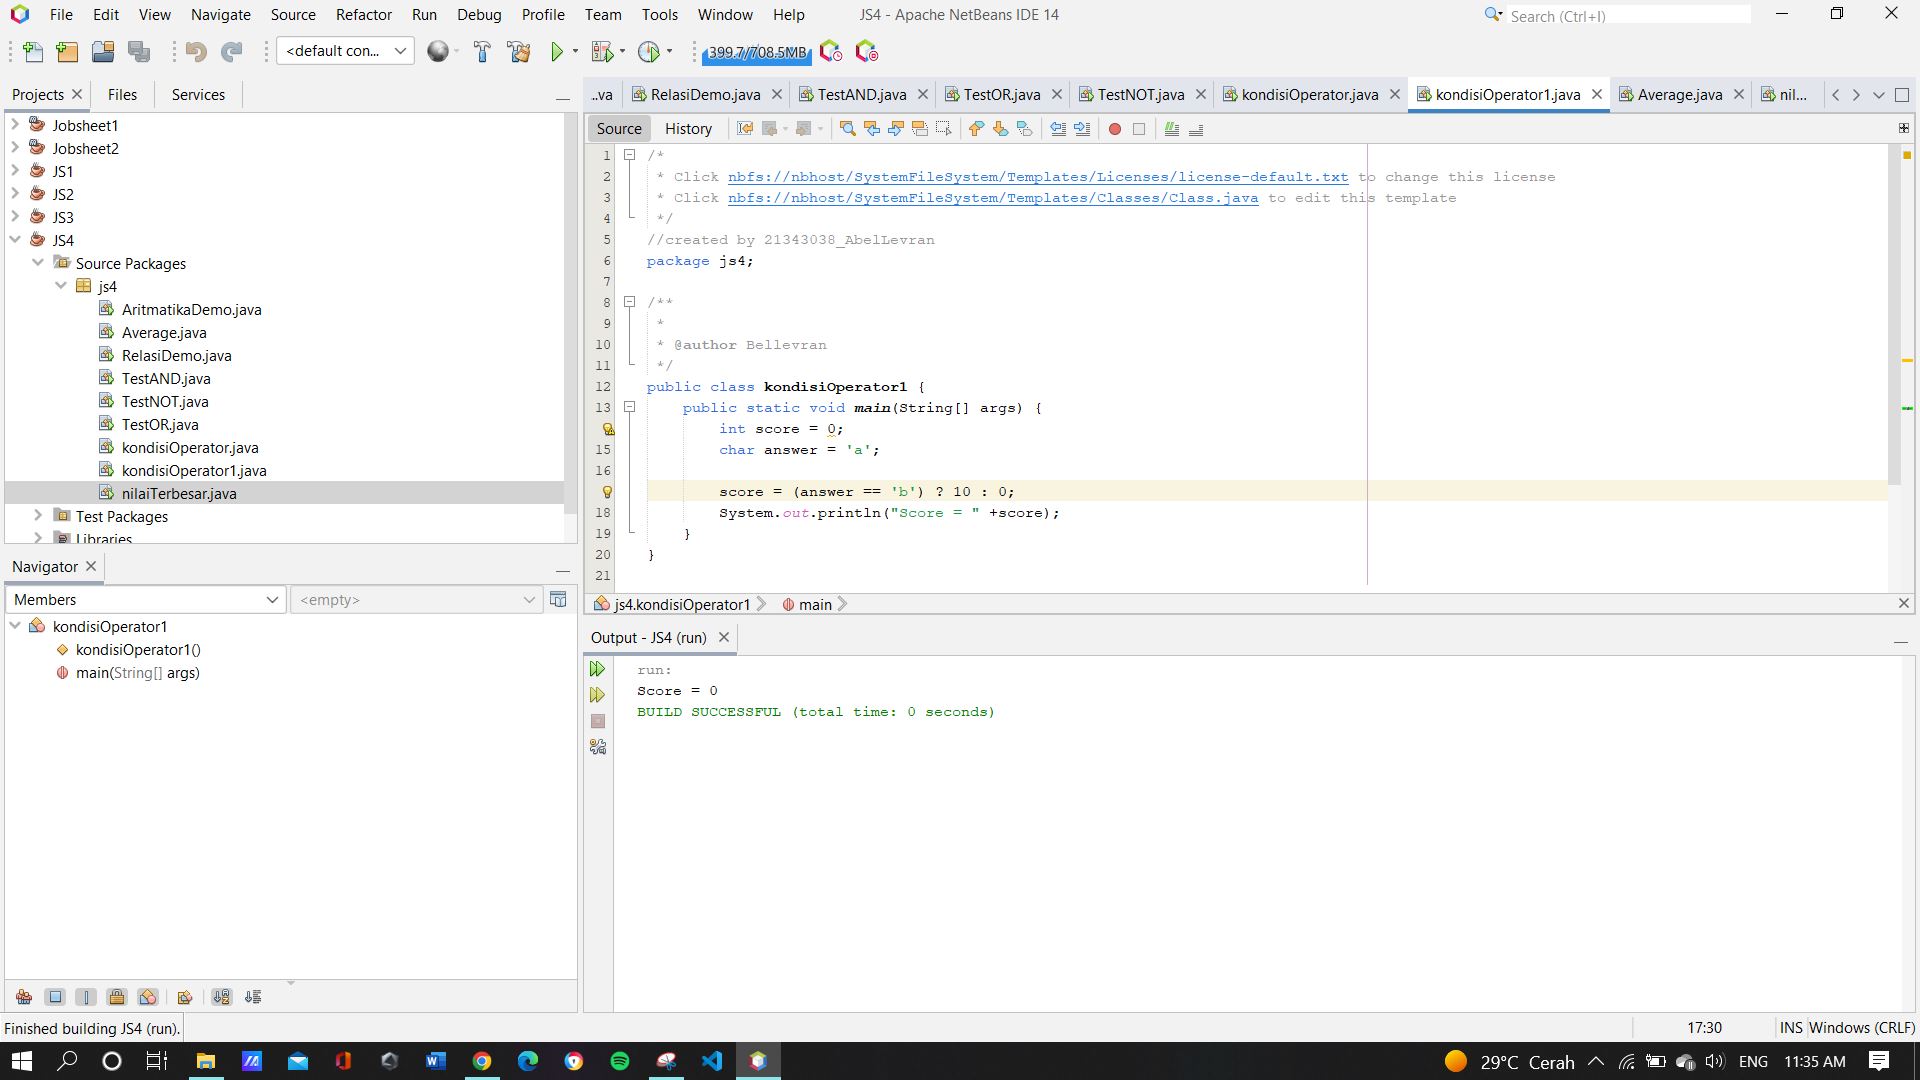 File Edit View Navigate Source Refactor Run Debug Profile Team Tools Window Help JS4 - Apache NetBeans IDE 14 Search (Ctrl+I)
<default con... 399.7/708.5MB
Projects Files Services
..va RelasiDemo.java TestAND.java TestOR.java TestNOT.java kondisiOperator.java kondisiOperator1.java Average.java nil...
Source History
Jobsheet1
Jobsheet2
JS1
JS2
JS3
JS4
Source Packages
js4
AritmatikaDemo.java
Average.java
RelasiDemo.java
TestAND.java
TestNOT.java
TestOR.java
kondisiOperator.java
kondisiOperator1.java
nilaiTerbesar.java
Test Packages
Libraries
1 /*
2 * Click nbfs://nbhost/SystemFileSystem/Templates/Licenses/license-default.txt to change this license
3 * Click nbfs://nbhost/SystemFileSystem/Templates/Classes/Class.java to edit this template
4 */
5 //created by 21343038_AbelLevran
6 package js4;
7
8 /**
9 *
10 * @author Bellevran
11 */
12 public class kondisiOperator1 {
13 public static void main(String[] args) {
int score = 0;
15 char answer = 'a';
16
score = (answer == 'b') ? 10 : 0;
18 System.out.println("Score = " +score);
19 }
20 }
21
js4.kondisiOperator1 main
Navigator
Members <empty>
kondisiOperator1
kondisiOperator1()
main(String[] args)
Output - JS4 (run)
run:
Score = 0
BUILD SUCCESSFUL (total time: 0 seconds)
Finished building JS4 (run). 17:30 INS Windows (CRLF)
29°C Cerah ENG 11:35 AM